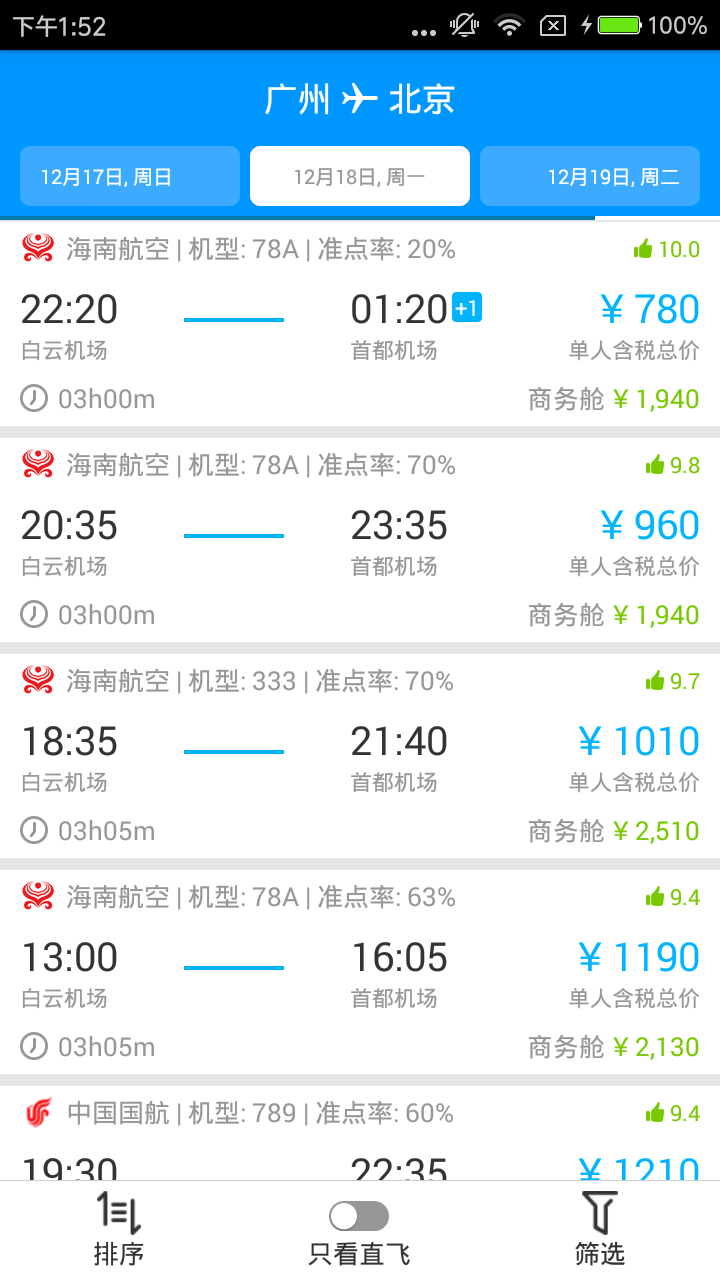 下午1:52 ... 100%
广州 北京
12月17日, 周日 12月18日, 周一 12月19日, 周二
海南航空 | 机型: 78A | 准点率: 20% 10.0
22:20 01:20 +1 ¥ 780
白云机场 首都机场 单人含税总价
03h00m 商务舱 ¥ 1,940
海南航空 | 机型: 78A | 准点率: 70% 9.8
20:35 23:35 ¥ 960
白云机场 首都机场 单人含税总价
03h00m 商务舱 ¥ 1,940
海南航空 | 机型: 333 | 准点率: 70% 9.7
18:35 21:40 ¥ 1010
白云机场 首都机场 单人含税总价
03h05m 商务舱 ¥ 2,510
海南航空 | 机型: 78A | 准点率: 63% 9.4
13:00 16:05 ¥ 1190
白云机场 首都机场 单人含税总价
03h05m 商务舱 ¥ 2,130
中国国航 | 机型: 789 | 准点率: 60% 9.4
19:30 22:35 ¥ 1210
排序 只看直飞 筛选